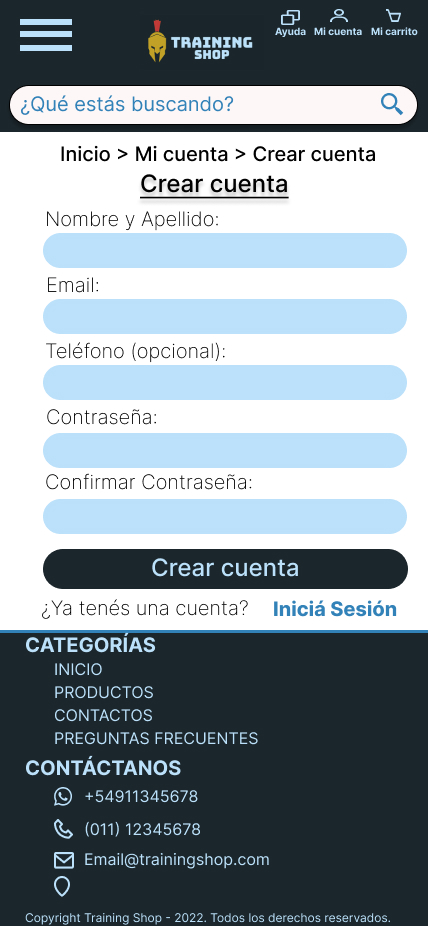 TRAINING
SHOP
Ayuda Mi cuenta Mi carrito
¿Qué estás buscando?
Inicio > Mi cuenta > Crear cuenta
Crear cuenta
Nombre y Apellido:
Email:
Teléfono (opcional):
Contraseña:
Confirmar Contraseña:
Crear cuenta
¿Ya tenés una cuenta? Iniciá Sesión
CATEGORÍAS
INICIO
PRODUCTOS
CONTACTOS
PREGUNTAS FRECUENTES
CONTÁCTANOS
+54911345678
(011) 12345678
Email@trainingshop.com
Copyright Training Shop - 2022. Todos los derechos reservados.